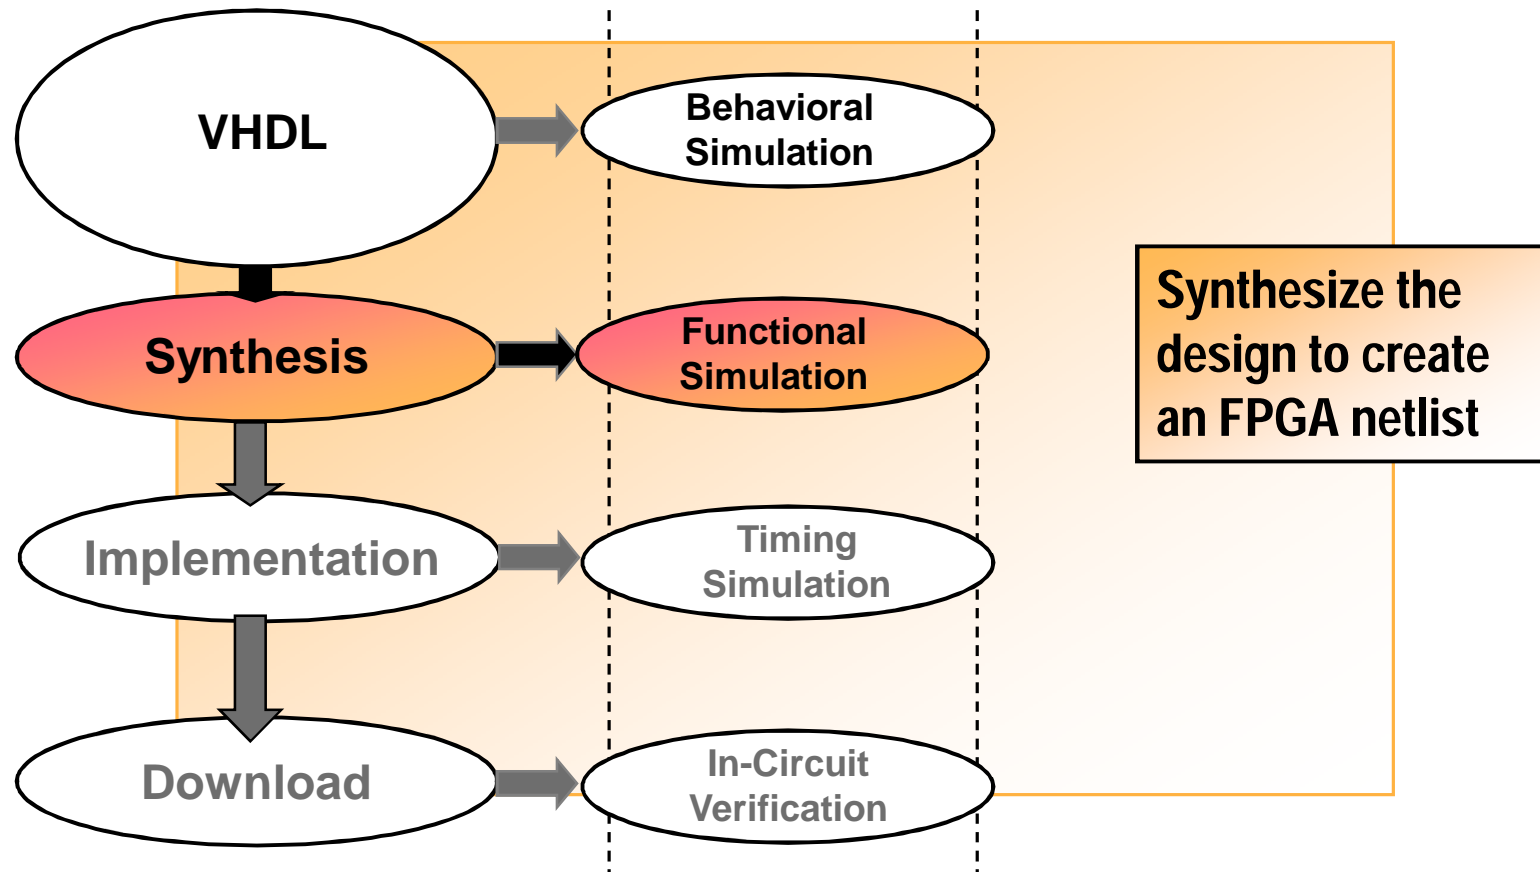 VHDL
Behavioral
Simulation
Synthesis
Functional
Simulation
Synthesize the
design to create
an FPGA netlist
Implementation
Timing
Simulation
Download
In-Circuit
Verification